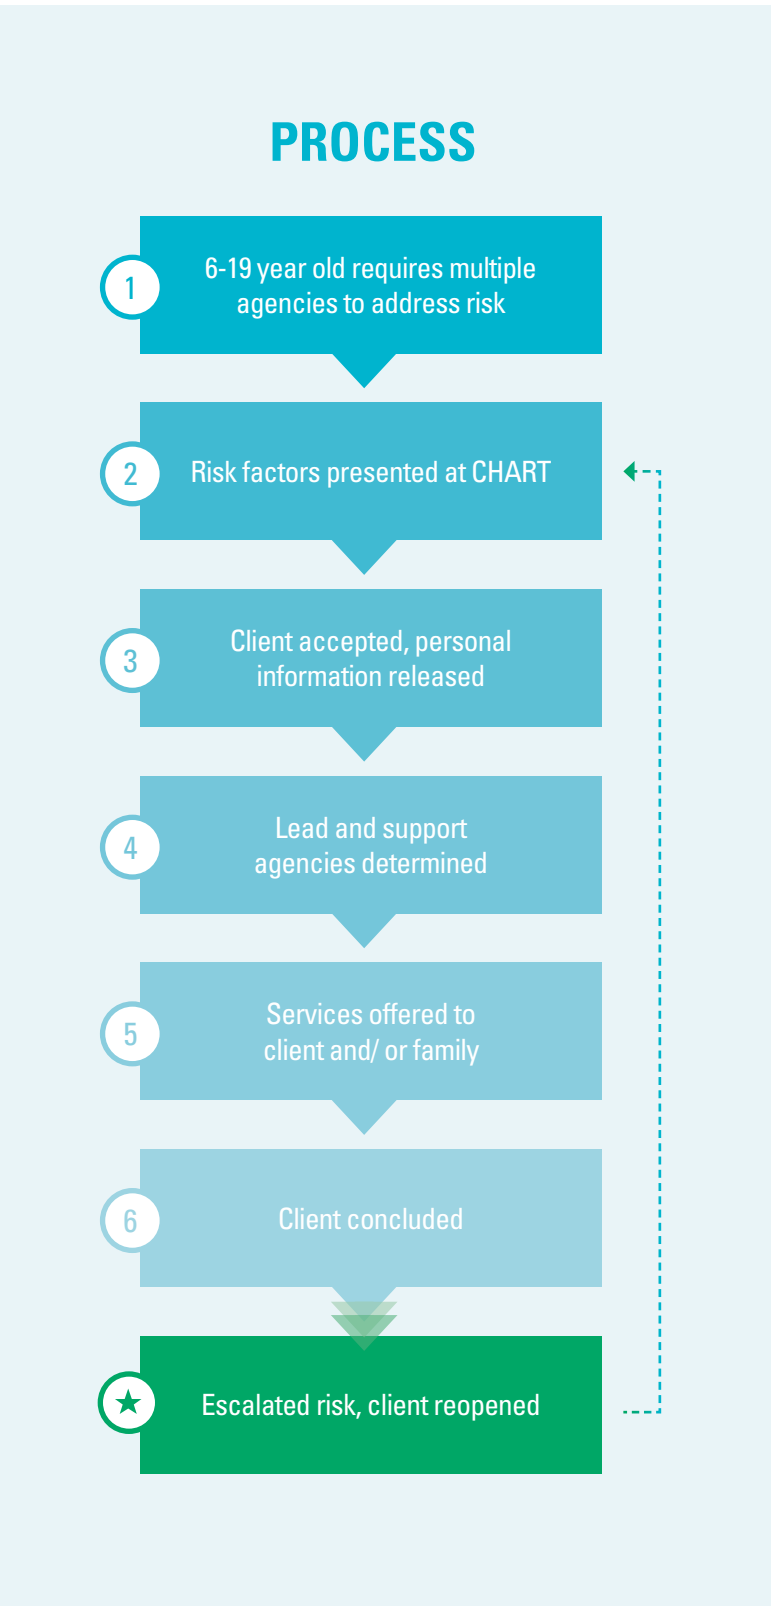 PROCESS
1
6-19 year old requires multiple
agencies to address risk
2
Risk factors presented at CHART
3
Client accepted, personal
information released
4
Lead and support
agencies determined
5
Services offered to
client and/ or family
6
Client concluded
Escalated risk, client reopened